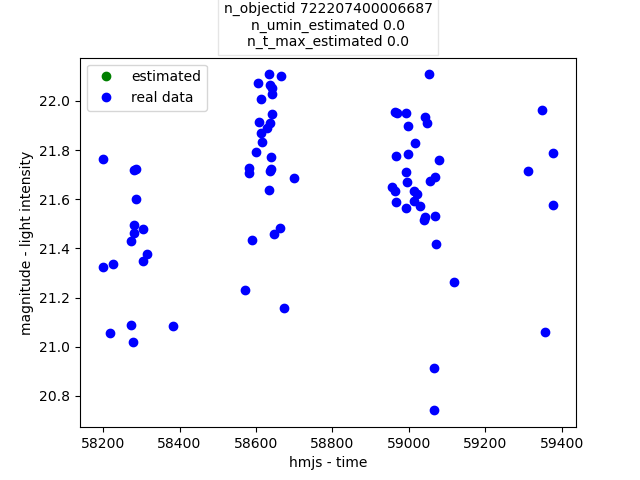 n_objectid 722207400006687
n_umin_estimated 0.0
n_t_max_estimated 0.0
estimated
real data
magnitude - light intensity
22.0
21.8
21.6
21.4
21.2
21.0
20.8
58200 58400 58600 58800 59000 59200 59400
hmjs - time